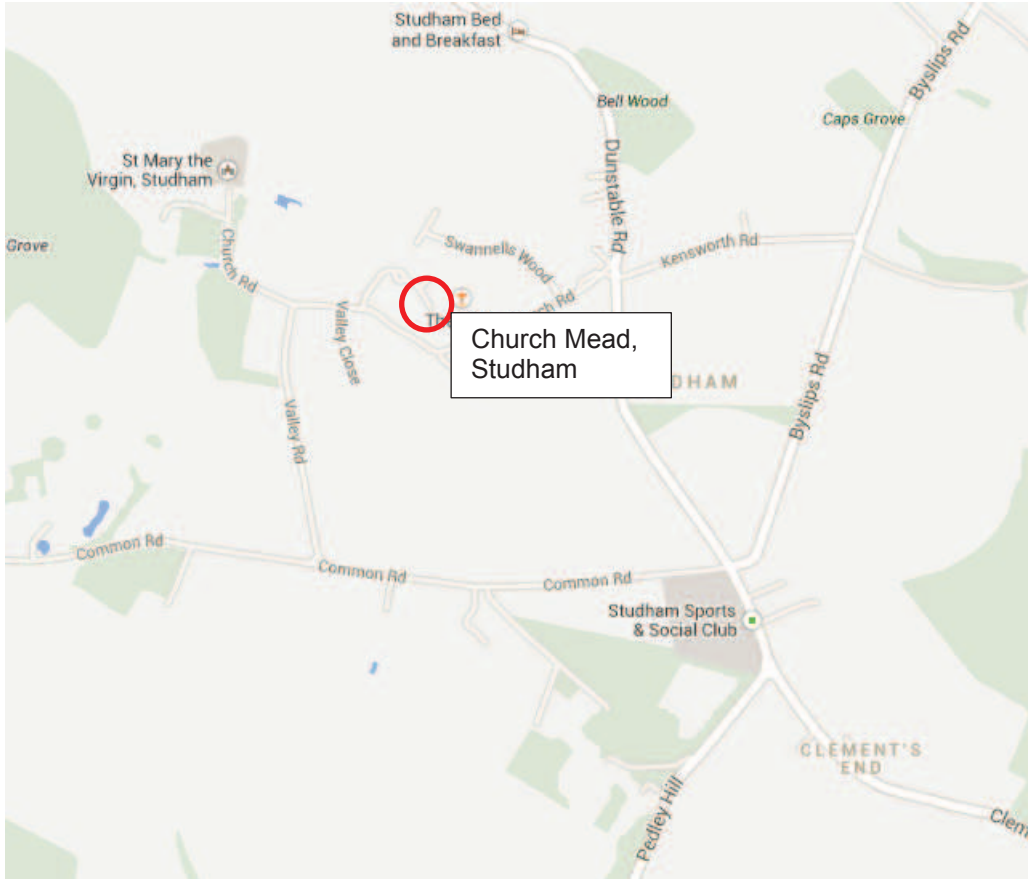 Studham Bed
and Breakfast
Byslips Rd
Bell Wood
Caps Grove
St Mary the
Virgin, Studham
Dunstable Rd
Grove
Church Rd
Swannells Wood
Kensworth Rd
Valley Close
Church Mead,
Studham
Byslips Rd
Valley Rd
Common Rd
Common Rd
Common Rd
Studham Sports
& Social Club
CLEMENT'S
END
Pedley Hill